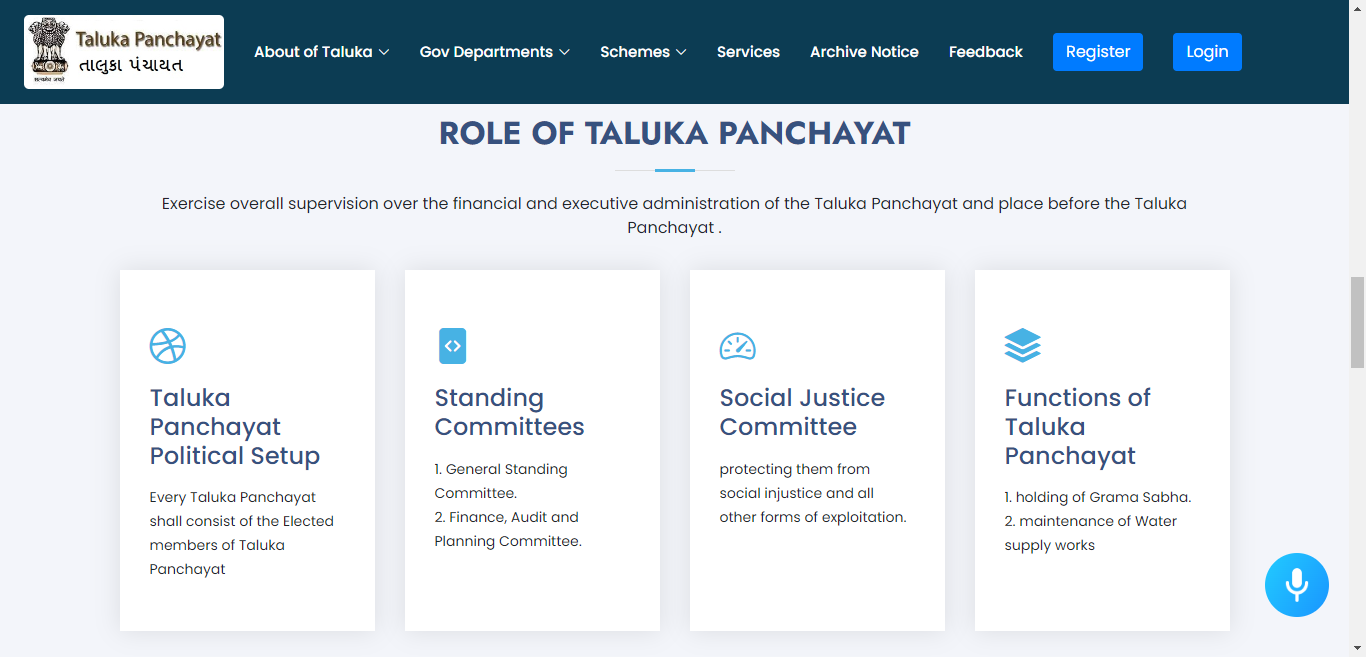 Taluka Panchayat
તાલુકા પંચાયત
सत्यमेव जयते
About of Taluka
Gov Departments
Schemes
Services
Archive Notice
Feedback
Register
Login
ROLE OF TALUKA PANCHAYAT
Exercise overall supervision over the financial and executive administration of the Taluka Panchayat and place before the Taluka
Panchayat .
Taluka
Panchayat
Political Setup
Every Taluka Panchayat
shall consist of the Elected
members of Taluka
Panchayat
Standing
Committees
1. General Standing
Committee.
2. Finance, Audit and
Planning Committee.
Social Justice
Committee
protecting them from
social injustice and all
other forms of exploitation.
Functions of
Taluka
Panchayat
1. holding of Grama Sabha.
2. maintenance of Water
supply works